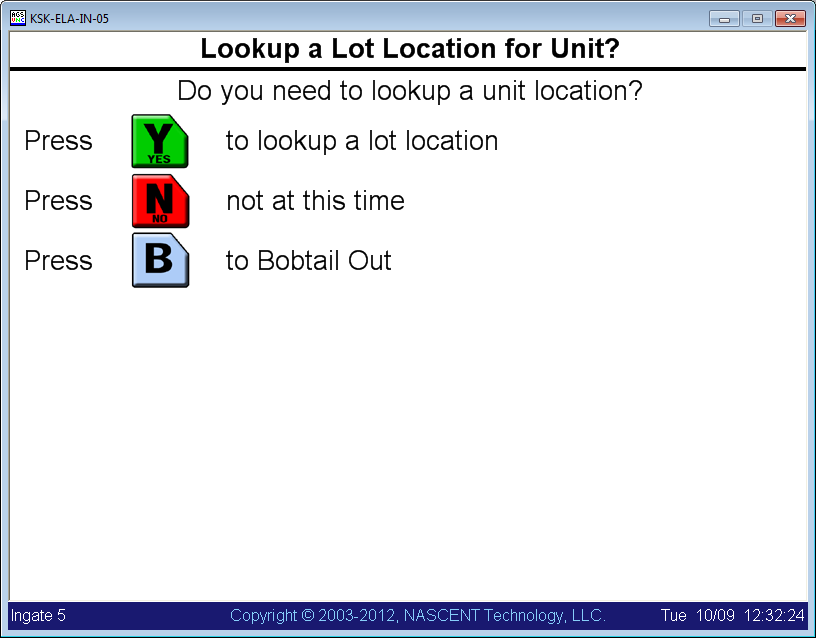 KSK-ELA-IN-05
Lookup a Lot Location for Unit?
Do you need to lookup a unit location?
Press Y YES to lookup a lot location
Press N NO not at this time
Press B to Bobtail Out
Ingate 5 Copyright © 2003-2012, NASCENT Technology, LLC. Tue 10/09 12:32:24